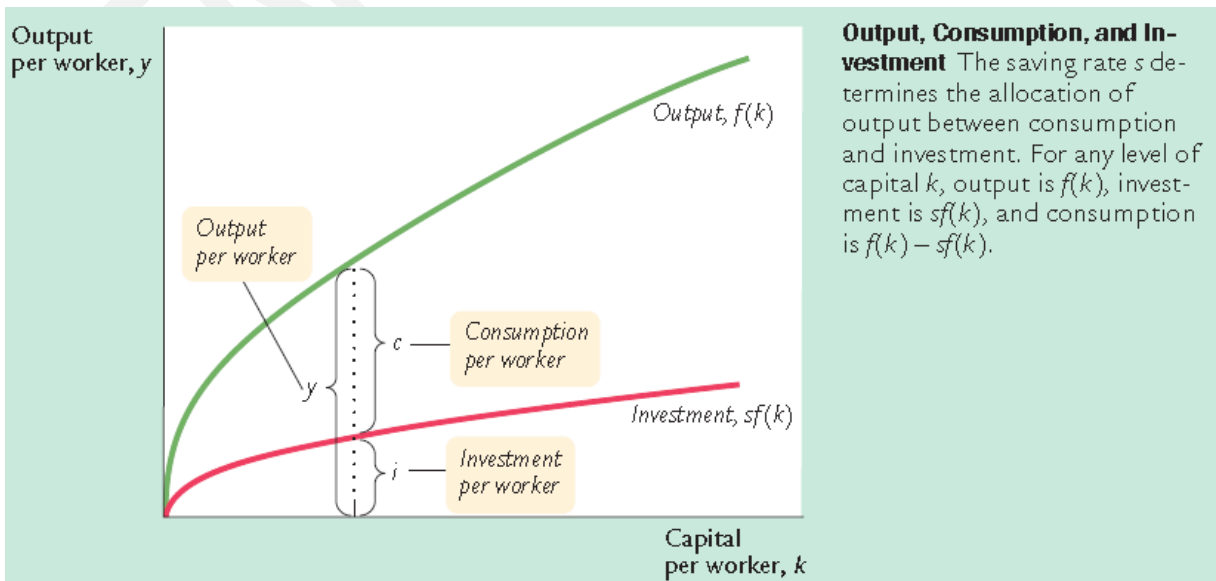 Output
per worker, y
Output, f(k)
Output
per worker
Consumption
per worker
c
y
Investment, sf(k)
i
Investment
per worker
Capital
per worker, k
Output, Consumption, and In-
vestment The saving rate s de-
termines the allocation of
output between consumption
and investment. For any level of
capital k, output is f(k), invest-
ment is sf(k), and consumption
is f(k) – sf(k).